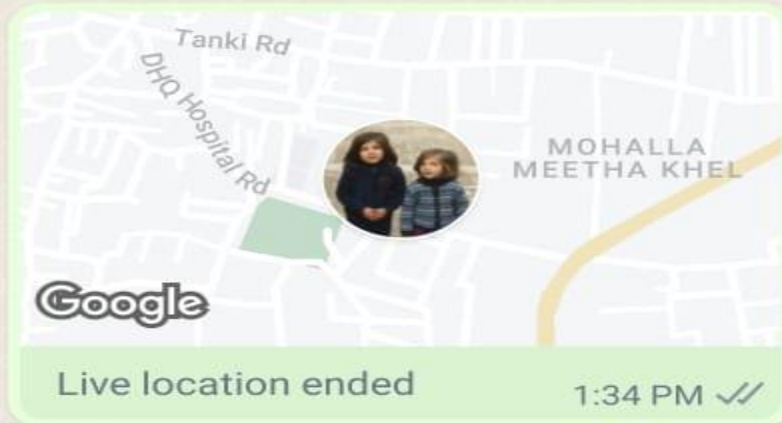 Tanki Rd
DHQ Hospital Rd
MOHALLA
MEETHA KHEL
Google
Live location ended
1:34 PM